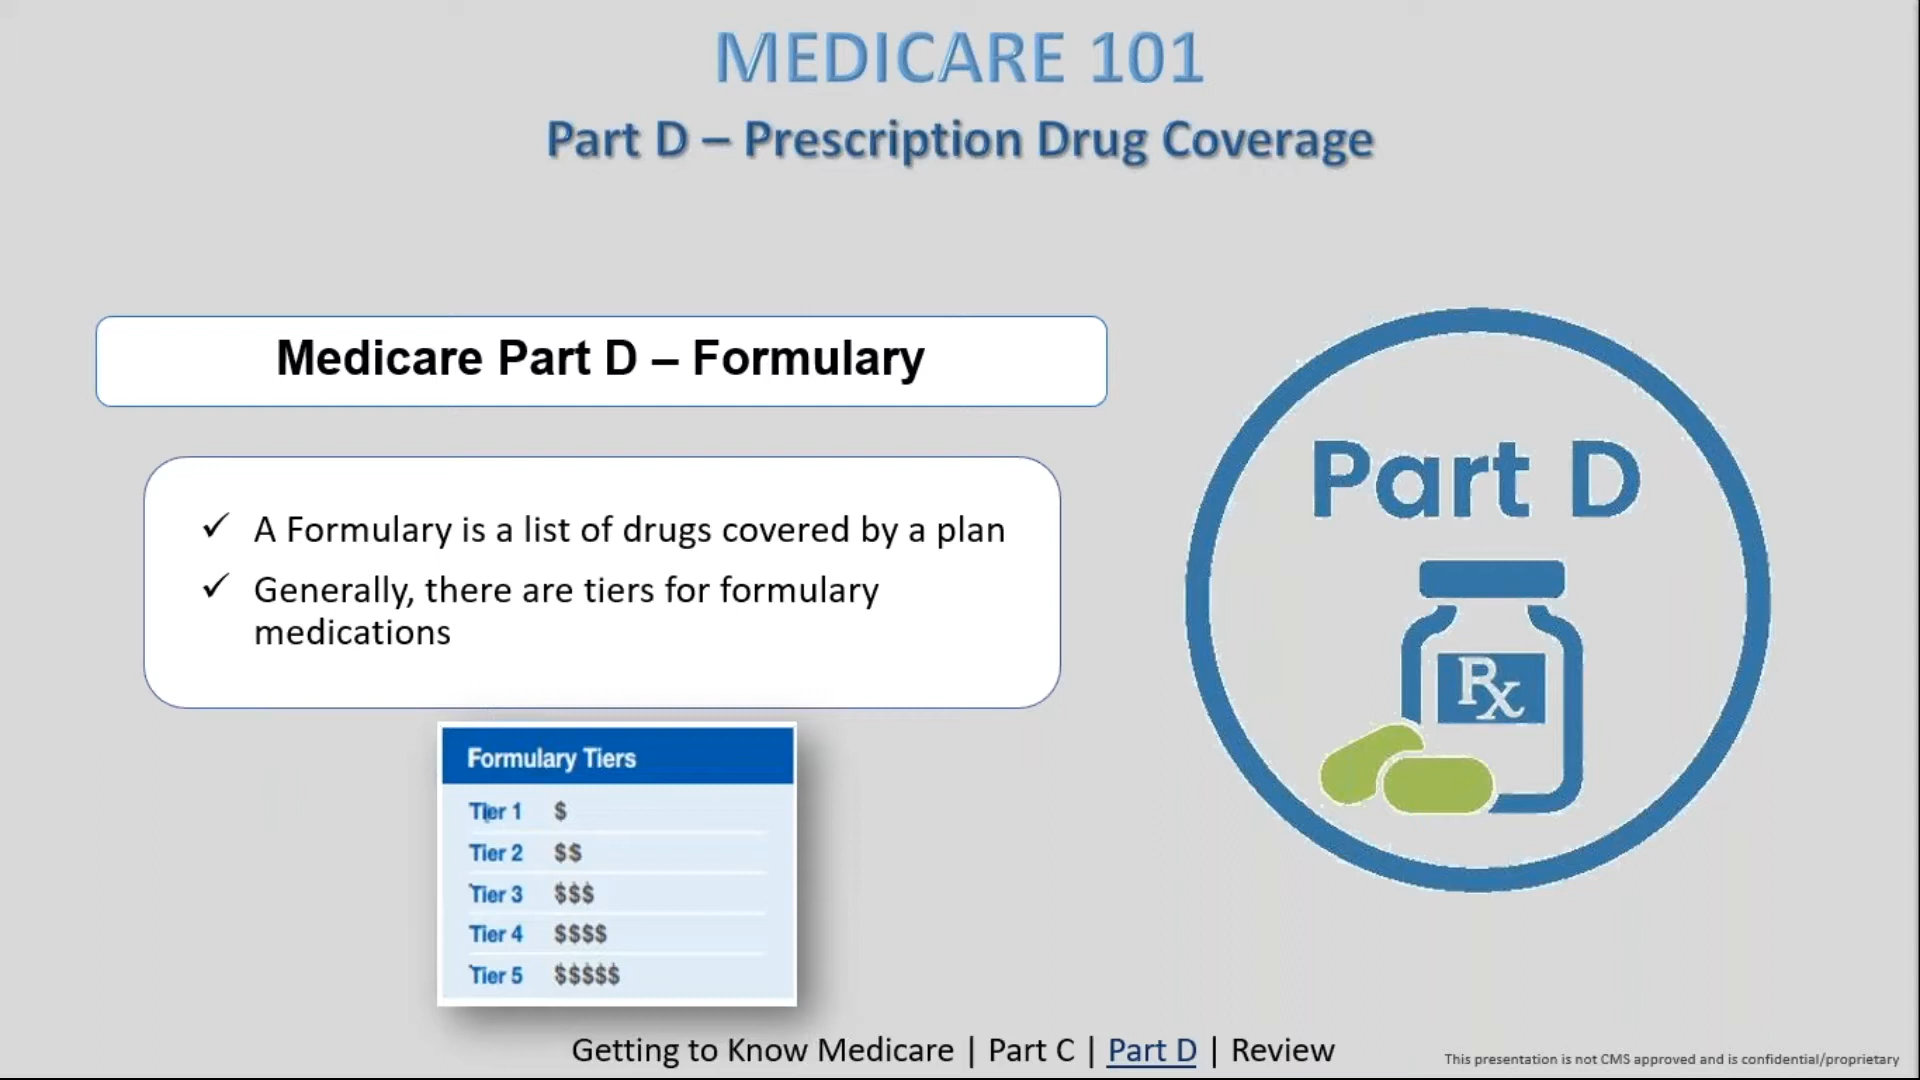 MEDICARE 101
Part D – Prescription Drug Coverage
Medicare Part D – Formulary
✓ A Formulary is a list of drugs covered by a plan
✓ Generally, there are tiers for formulary
medications
Part D
Rx
Formulary Tiers
Tier 1 $
Tier 2 $$
Tier 3 $$$
Tier 4 $$$$
Tier 5 $$$$$
Getting to Know Medicare | Part C | Part D | Review
This presentation is not CMS approved and is confidential/proprietary